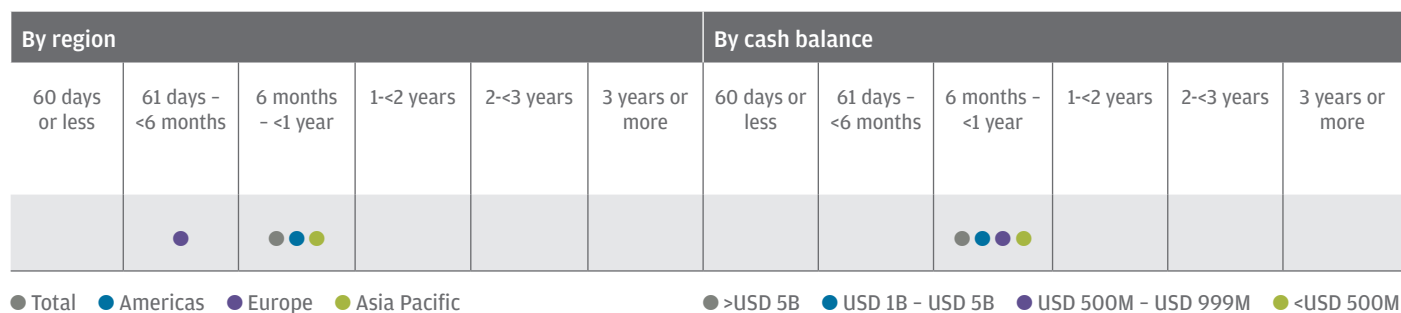 By region
By cash balance
60 days
or less
61 days –
<6 months
6 months
– <1 year
1-<2 years
2-<3 years
3 years or
more
60 days or
less
61 days –
<6 months
6 months –
<1 year
1-<2 years
2-<3 years
3 years or
more
Total
Americas
Europe
Asia Pacific
>USD 5B
USD 1B – USD 5B
USD 500M – USD 999M
<USD 500M